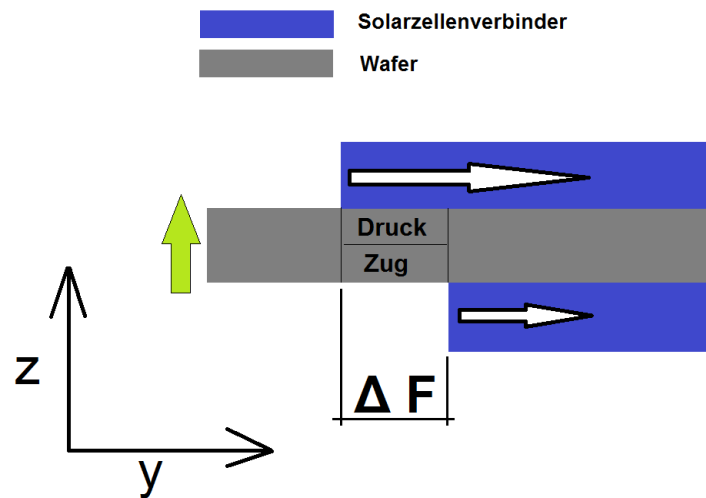 Solarzellenverbinder
Wafer
Druck
Zug
Δ F
z
y